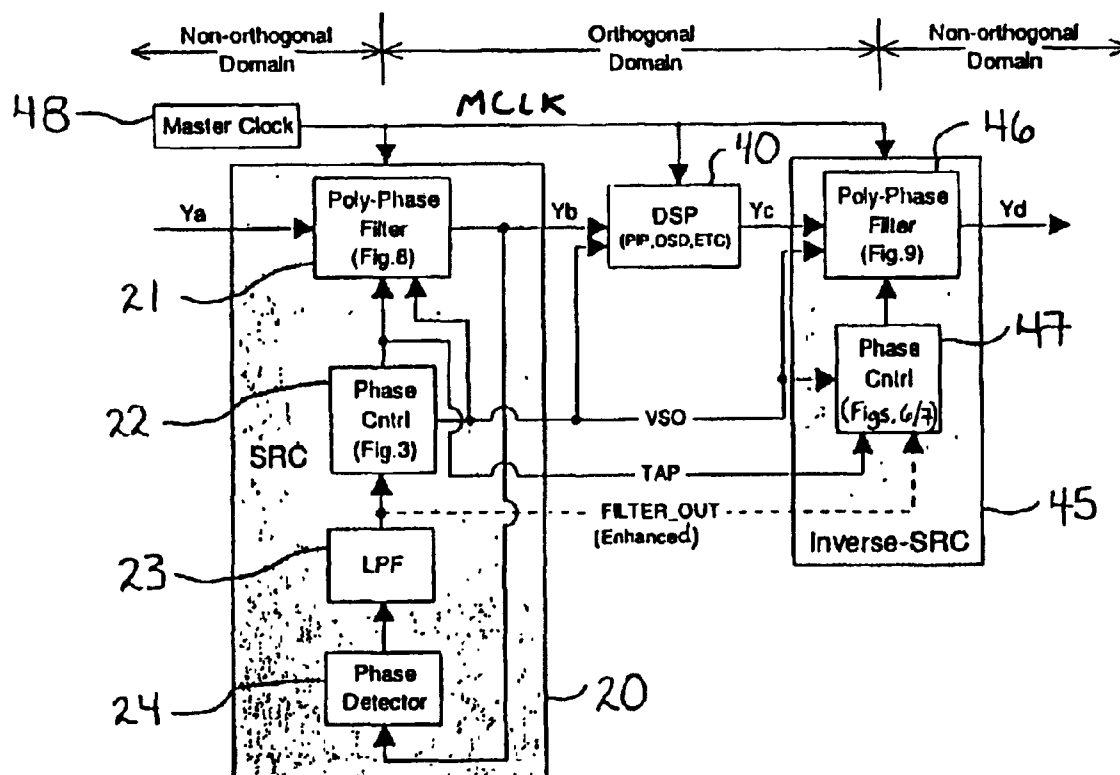 Non-orthogonal
Domain
Orthogonal
Domain
Non-orthogonal
Domain
48
Master Clock
MCLK
40
46
Ya
Poly-Phase
Filter
(Fig.8)
Yb
DSP
(PIP,OSD,ETC)
Yc
Poly-Phase
Filter
(Fig.9)
Yd
21
47
22
Phase
Cntrl
(Fig.3)
VSO
Phase
Cntrl
(Figs. 6/7)
SRC
TAP
FILTER_OUT
(Enhanced)
45
23
LPF
Inverse-SRC
24
Phase
Detector
20